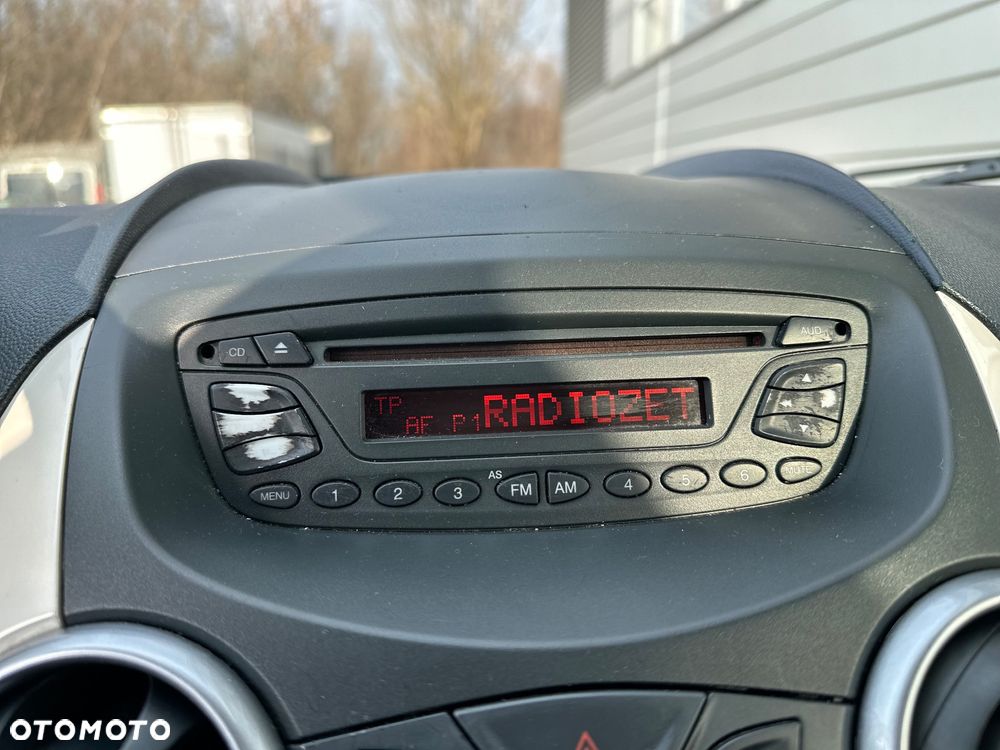 CD
AUD
TP
AF P1 RADIOZET
MENU 1 2 3 AS FM AM 4 5 6 MUTE
OTOMOTO